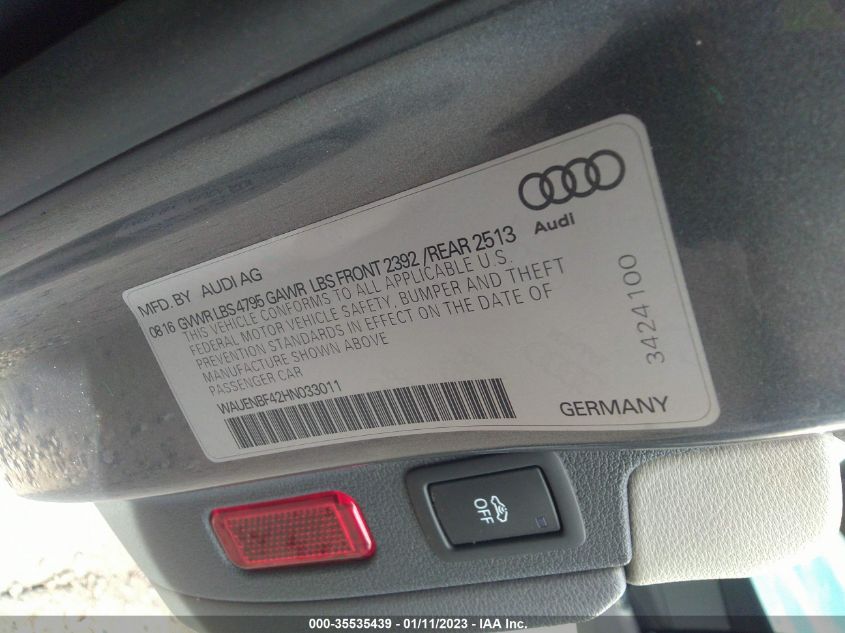 Audi
MFD. BY AUDI AG
08 16 GVWR LBS 4795 GAWR LBS FRONT 2392 / REAR 2513
THIS VEHICLE CONFORMS TO ALL APPLICABLE U S.
FEDERAL MOTOR VEHICLE SAFETY, BUMPER AND THEFT
PREVENTION STANDARDS IN EFFECT ON THE DATE OF
MANUFACTURE SHOWN ABOVE
PASSENGER CAR
WAUENBF42HN033011
GERMANY
3424100
OFF
000-35535439 - 01/11/2023 - IAA Inc.